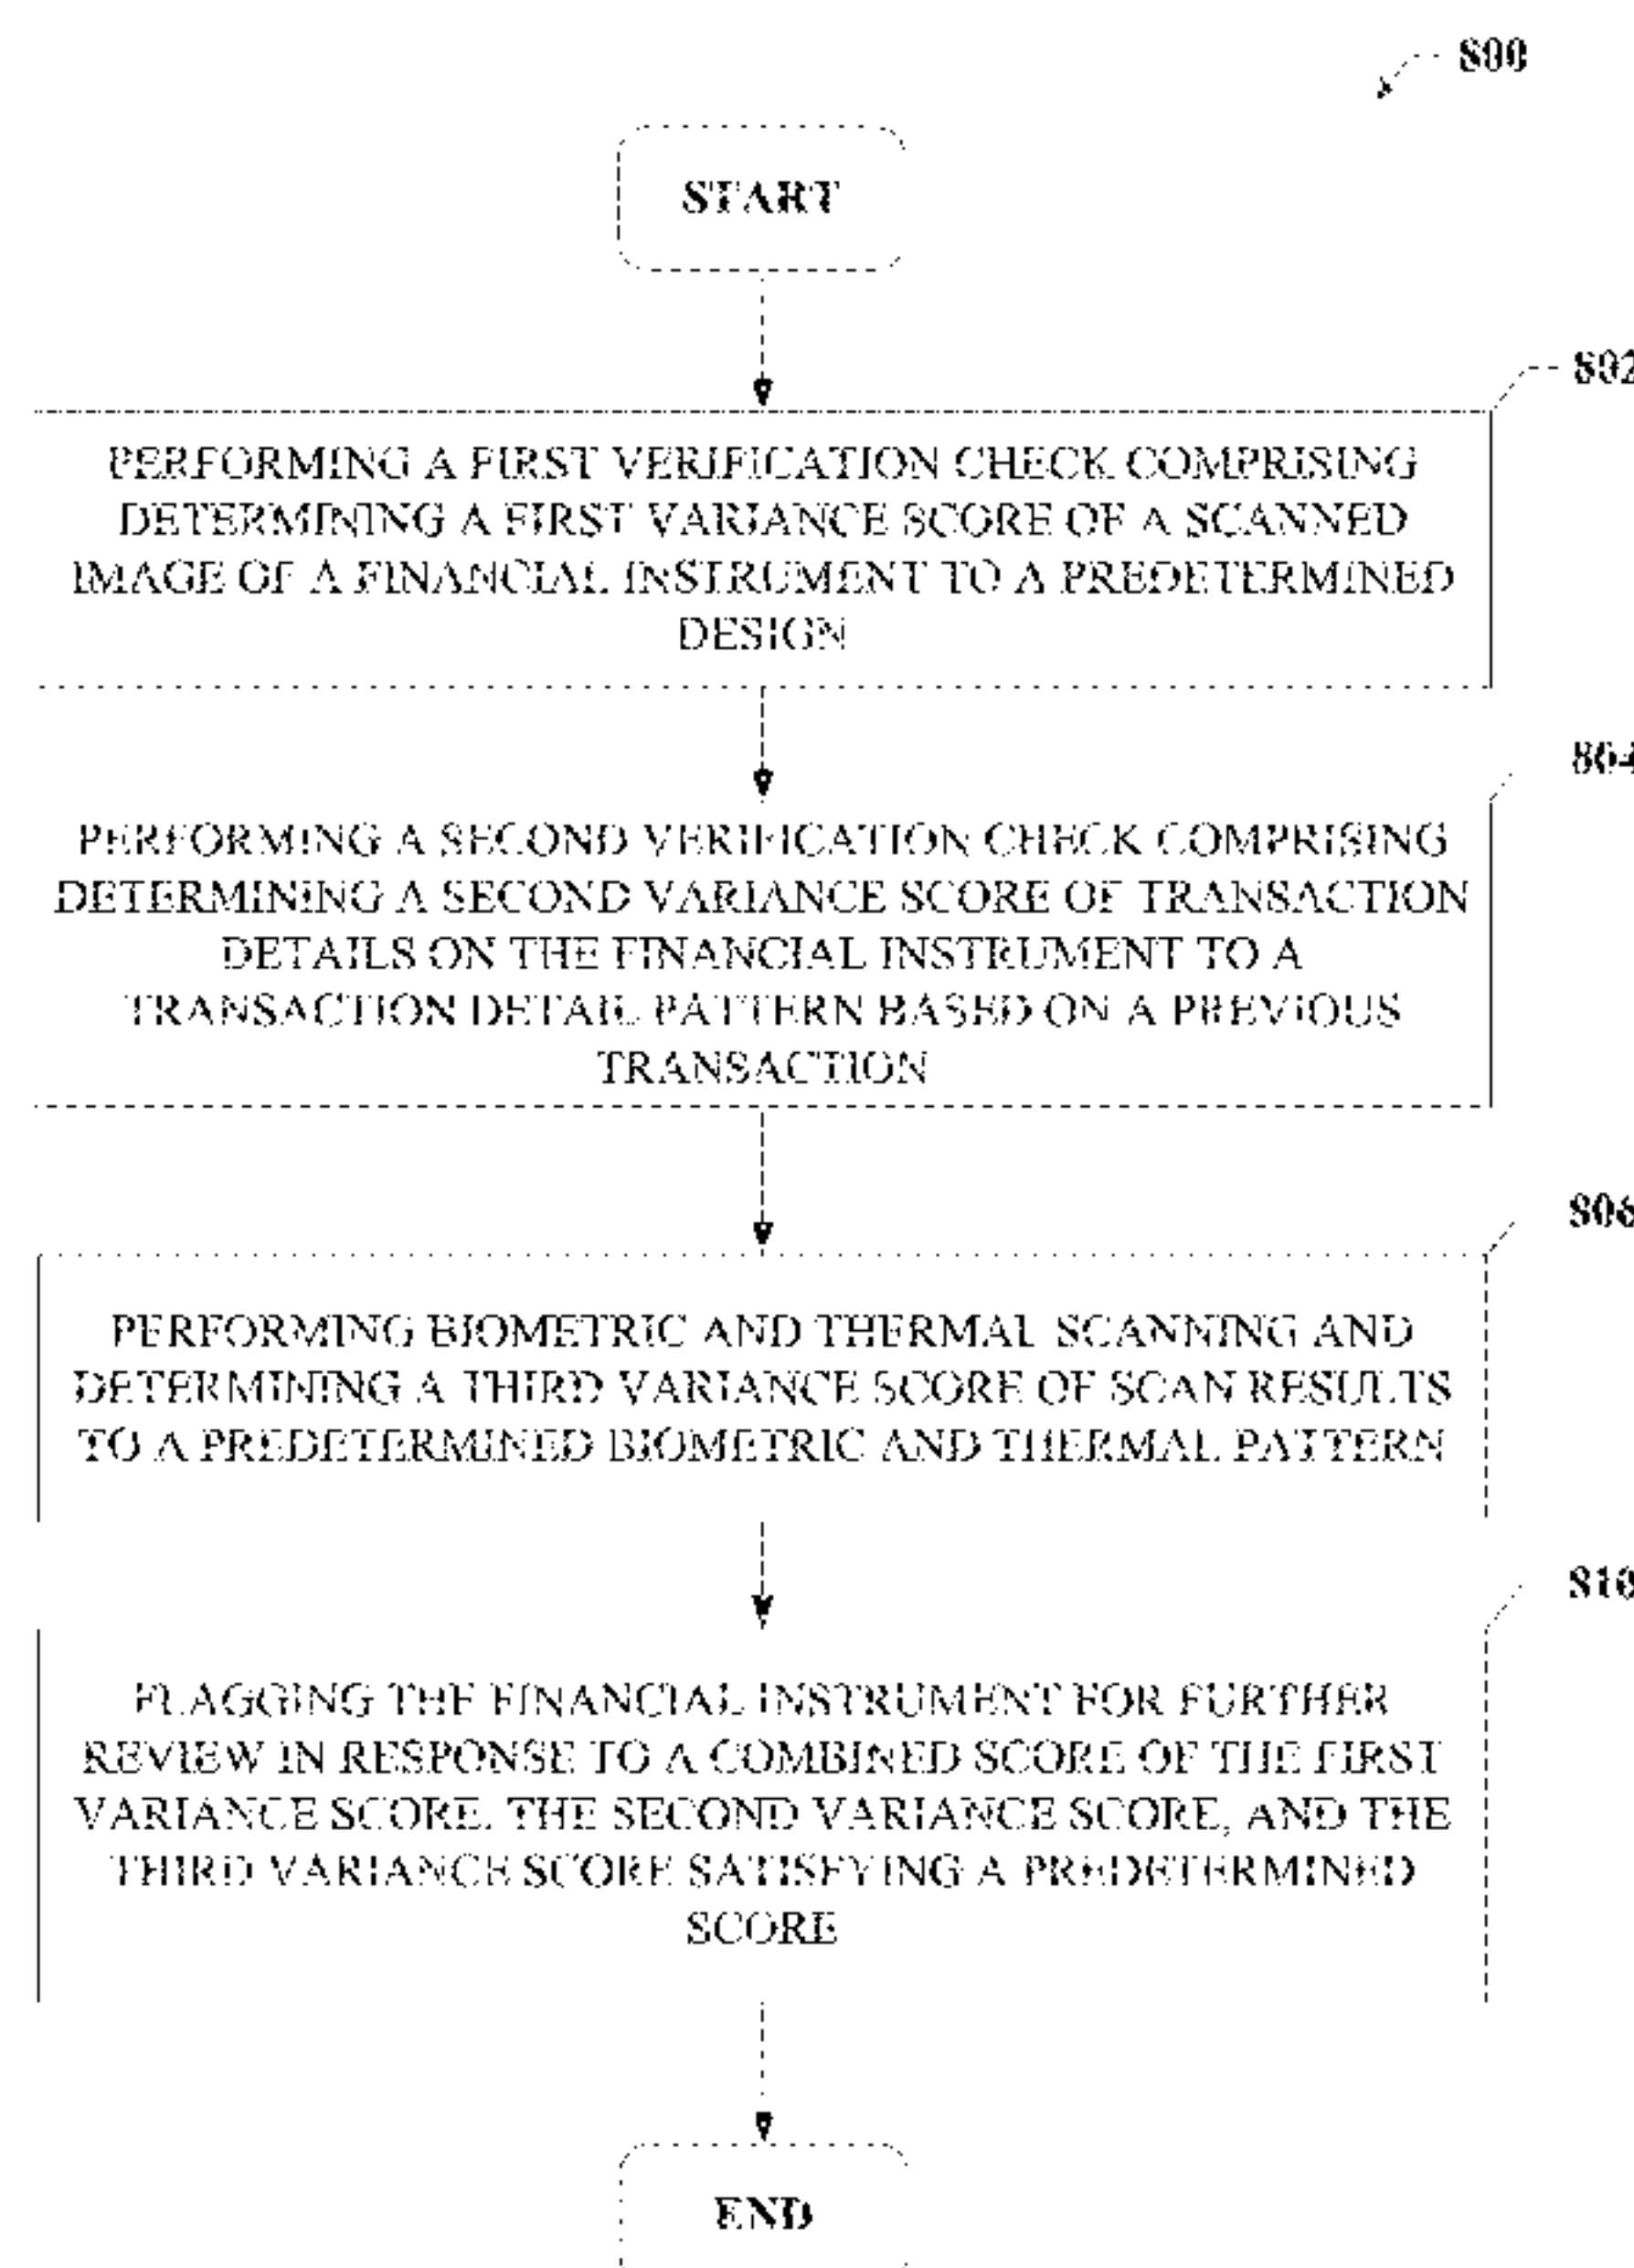 800
START
802
PERFORMING A FIRST VERIFICATION CHECK COMPRISING
DETERMINING A FIRST VARIANCE SCORE OF A SCANNED
IMAGE OF A FINANCIAL INSTRUMENT TO A PREDETERMINED
DESIGN
804
PERFORMING A SECOND VERIFICATION CHECK COMPRISING
DETERMINING A SECOND VARIANCE SCORE OF TRANSACTION
DETAILS ON THE FINANCIAL INSTRUMENT TO A
TRANSACTION DETAIL PATTERN BASED ON A PREVIOUS
TRANSACTION
806
PERFORMING BIOMETRIC AND THERMAL SCANNING AND
DETERMINING A THIRD VARIANCE SCORE OF SCAN RESULTS
TO A PREDETERMINED BIOMETRIC AND THERMAL PATTERN
810
FLAGGING THE FINANCIAL INSTRUMENT FOR FURTHER
REVIEW IN RESPONSE TO A COMBINED SCORE OF THE FIRST
VARIANCE SCORE, THE SECOND VARIANCE SCORE, AND THE
THIRD VARIANCE SCORE SATISFYING A PREDETERMINED
SCORE
END